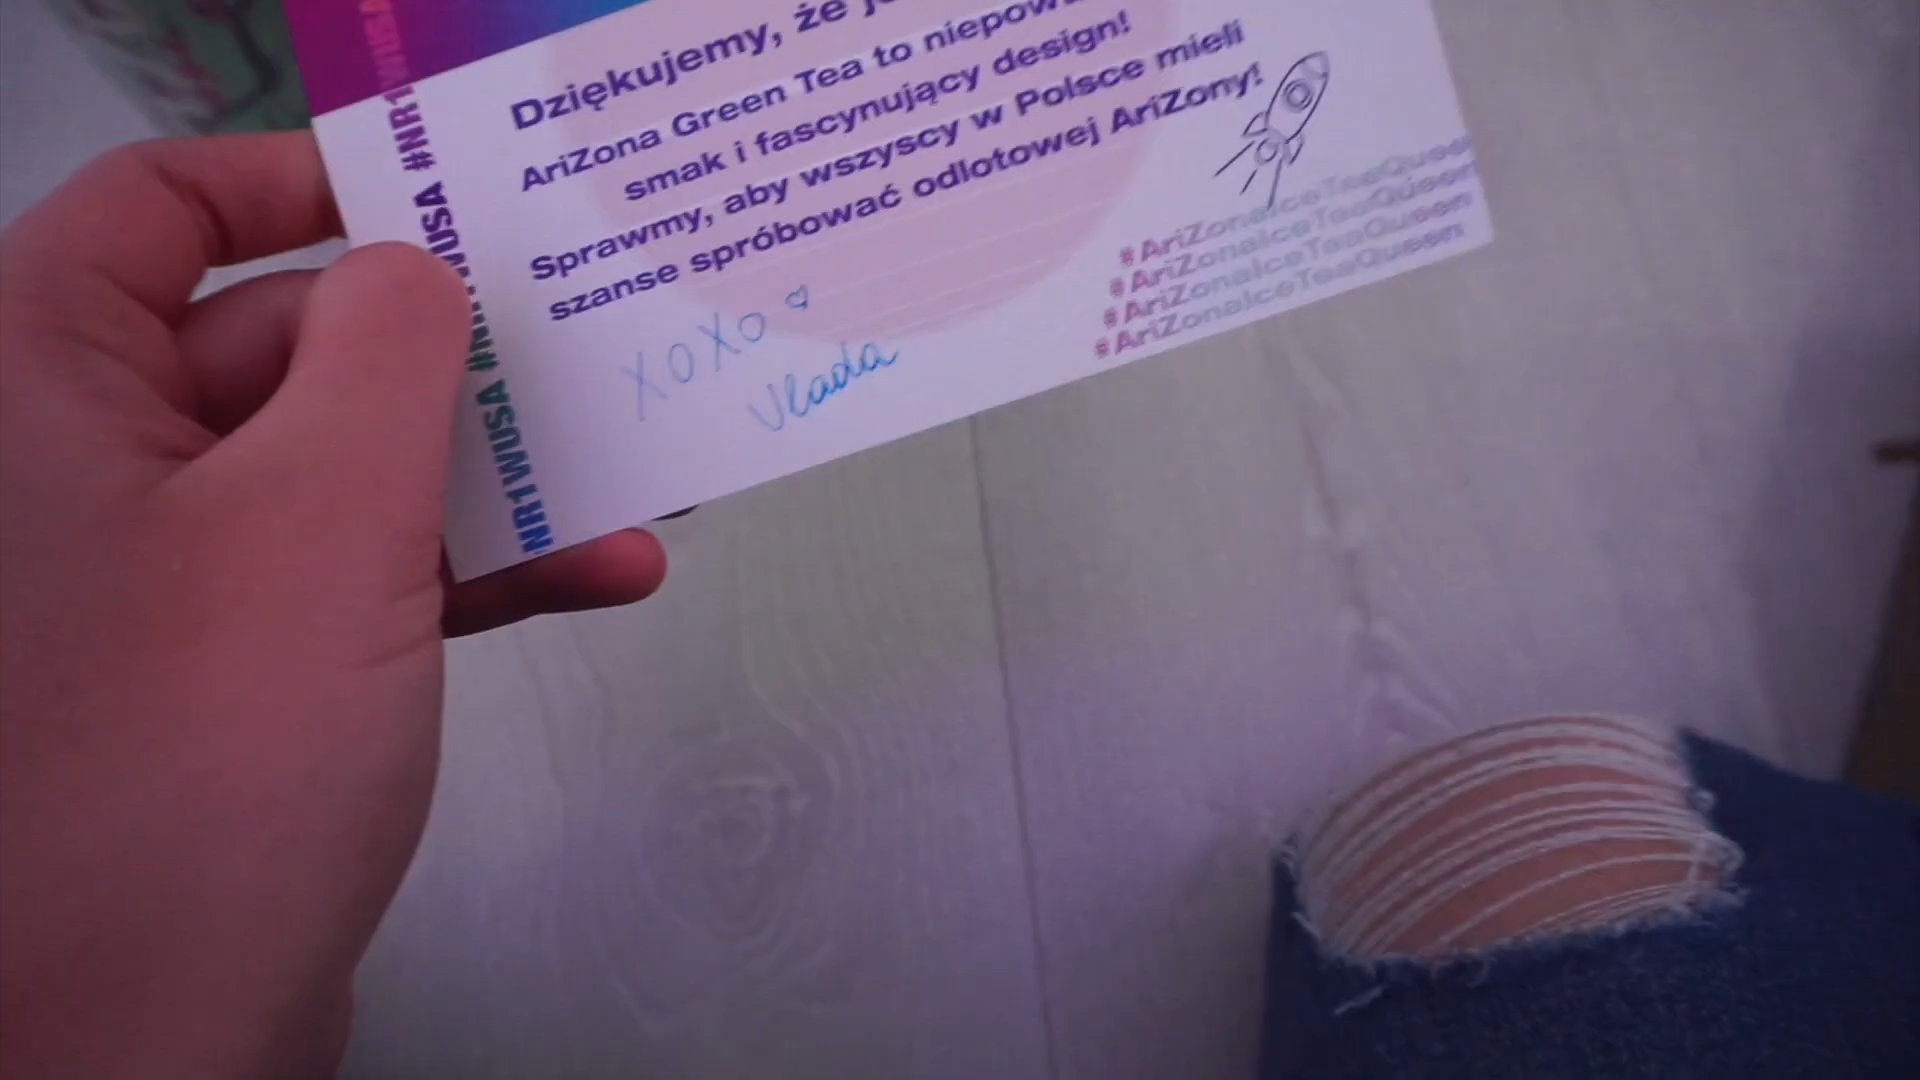 Dziękujemy, że
AriZona Green Tea to
smak i fascynujący design!
Sprawmy, aby wszyscy w Polsce mieli
szanse spróbować odlotowej AriZony!
XOXO
Vlada
#AriZonaIceTeaQueen
#AriZonaIceTeaQueen
#AriZonaIceTeaQueen
#AriZonaIceTeaQueen
#NR1WUSA #NR1WUSA #NR1WUSA